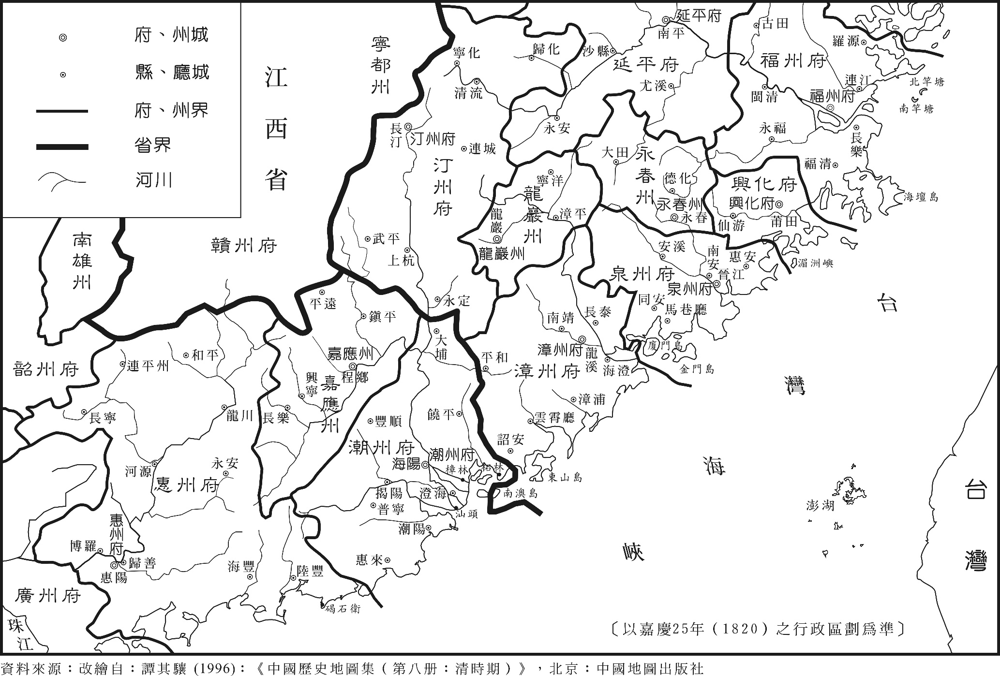 府、州城
縣、廳城
府、州界
省界
河川
江西省
寧都州
贛州府
南雄州
韶州府
延平府
南平
古田
羅源
寧化
歸化
沙縣
延平府
福州府
連江
北竿塘
清流
尤溪
閩清
福州府
南竿塘
永安
永福
長樂
長汀
汀州府
連城
汀州府
大田
永春州
福清
寧洋
龍巖州
德化
興化府
興化府
海壇島
永春州
永春
龍巖
漳平
仙游
莆田
武平
上杭
龍巖州
安溪
南安
惠安
湄洲嶼
泉州府
晉江
泉州府
平遠
永定
同安
馬巷廳
鎮平
南靖
長泰
大埔
漳州府
龍溪
廈門島
金門島
和平
連平州
嘉應州
程鄉
平和
漳州府
海澄
興寧
嘉應州
漳浦
長寧
龍川
長樂
豐順
饒平
雲霄廳
詔安
潮州府
潮州府
海陽
樟林
柘林
東山島
河源
永安
惠州府
揭陽
澄海
南澳島
普寧
汕頭
惠州府
潮陽
博羅
歸善
惠陽
惠來
海豐
陸豐
廣州府
碣石衛
珠江
台灣海峽
澎湖
台灣
〔以嘉慶25年（1820）之行政區劃爲準〕
資料來源：改繪自：譚其驤 (1996)：《中國歷史地圖集（第八册：清時期）》，北京：中國地圖出版社